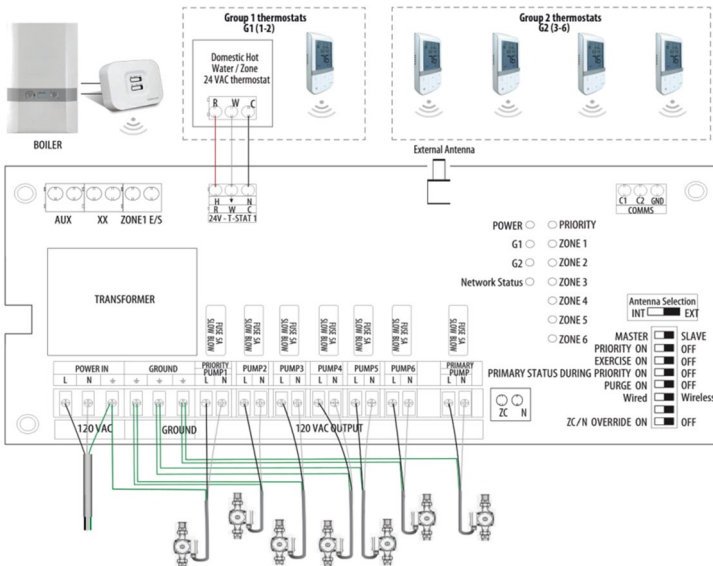 Group 1 thermostats
G1 (1-2)
Group 2 thermostats
G2 (3-6)
Domestic Hot
Water / Zone
24 VAC thermostat
R W C
BOILER
External Antenna
H N
R W C
24V - T-STAT 1
AUX XX ZONE1 E/S
C1 C2 GND
COMMS
POWER PRIORITY
G1 ZONE 1
G2 ZONE 2
Network Status ZONE 3
ZONE 4
ZONE 5
ZONE 6
TRANSFORMER
FUSE 5A
SLOW BLOW
FUSE 5A
SLOW BLOW
FUSE 5A
SLOW BLOW
FUSE 5A
SLOW BLOW
FUSE 5A
SLOW BLOW
FUSE 5A
SLOW BLOW
FUSE 5A
SLOW BLOW
Antenna Selection
INT EXT
MASTER SLAVE
PRIORITY ON OFF
EXERCISE ON OFF
PRIMARY STATUS DURING PRIORITY ON OFF
PURGE ON OFF
Wired Wireless
ZC/N OVERRIDE ON OFF
POWER IN
L N
GROUND
PRIORITY
PUMP1
L N
PUMP2
L N
PUMP3
L N
PUMP4
L N
PUMP5
L N
PUMP6
L N
PRIMARY
PUMP
L N
ZC N
120 VAC
GROUND
120 VAC OUTPUT